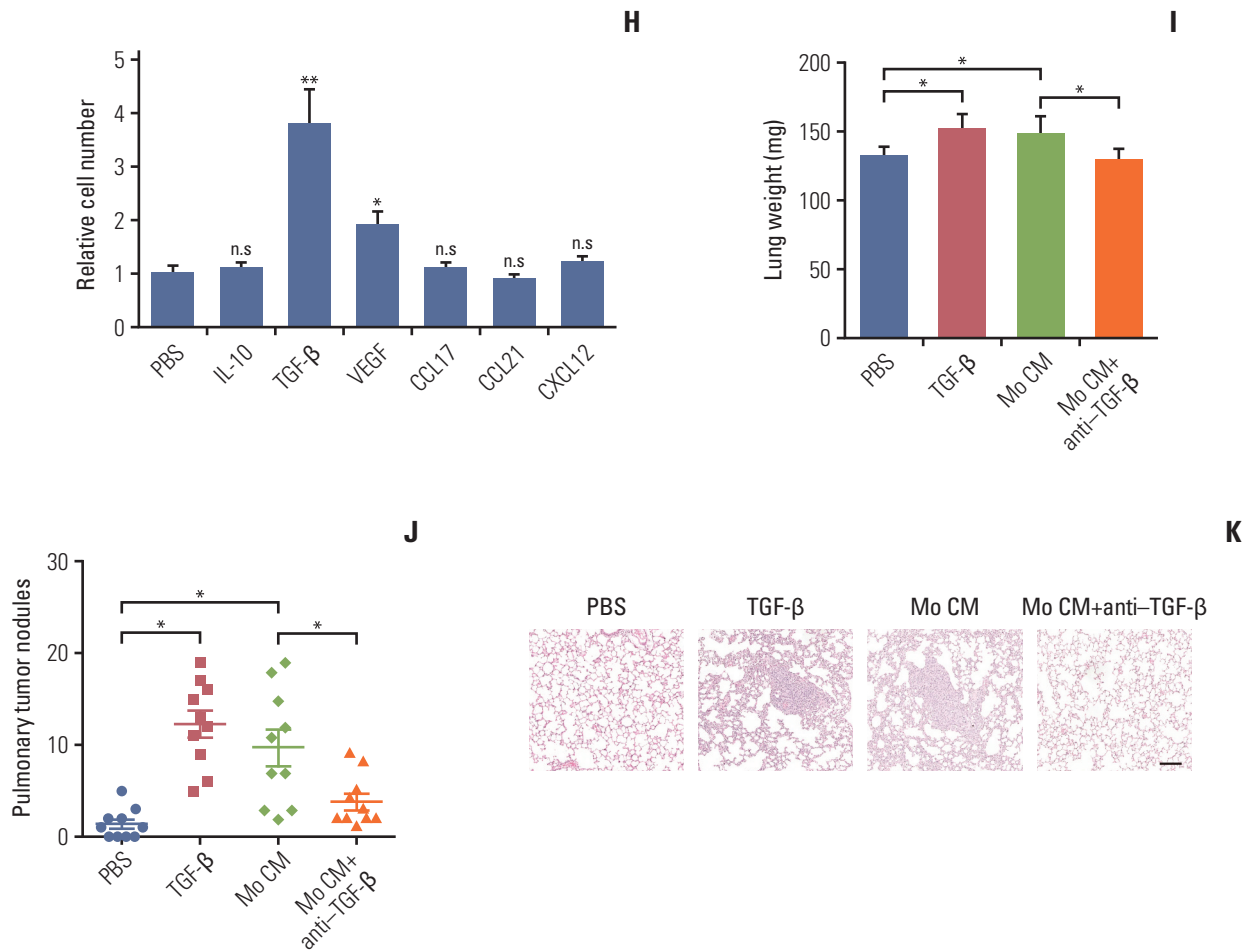 H
5
4
3
2
1
0
Relative cell number
n.s
**
*
n.s
n.s
n.s
PBS
IL-10
TGF-β
VEGF
CCL17
CCL21
CXCL12
I
200
150
100
50
0
Lung weight (mg)
*
*
*
PBS
TGF-β
Mo CM
Mo CM+
anti–TGF-β
J
30
20
10
0
Pulmonary tumor nodules
*
*
*
PBS
TGF-β
Mo CM
Mo CM+
anti–TGF-β
K
PBS
TGF-β
Mo CM
Mo CM+anti–TGF-β